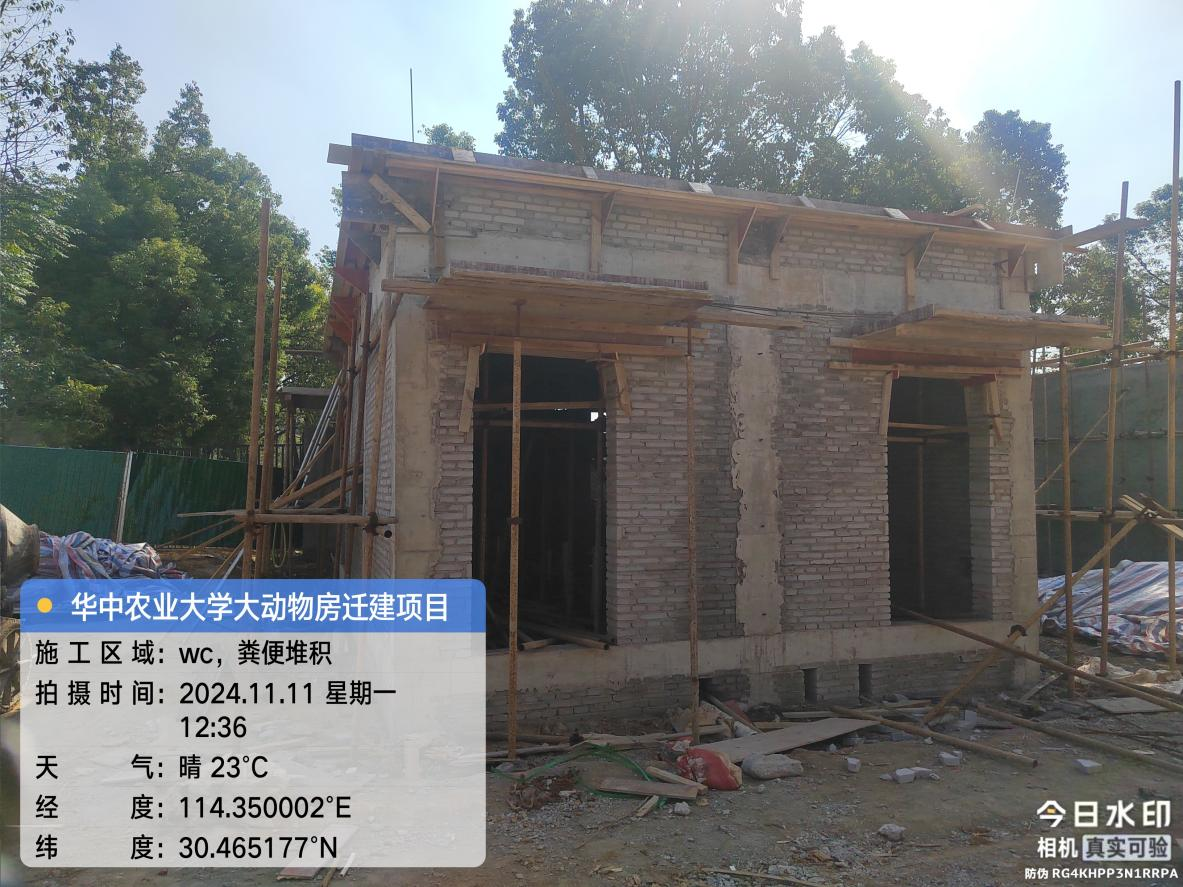 华中农业大学大动物房迁建项目
施工区域：wc，粪便堆积
拍摄时间：2024.11.11 星期一
12:36
天气：晴 23℃
经度：114.350002°E
纬度：30.465177°N
今日水印
相机 真实可验
防伪 RG4KHPP3N1RRPA